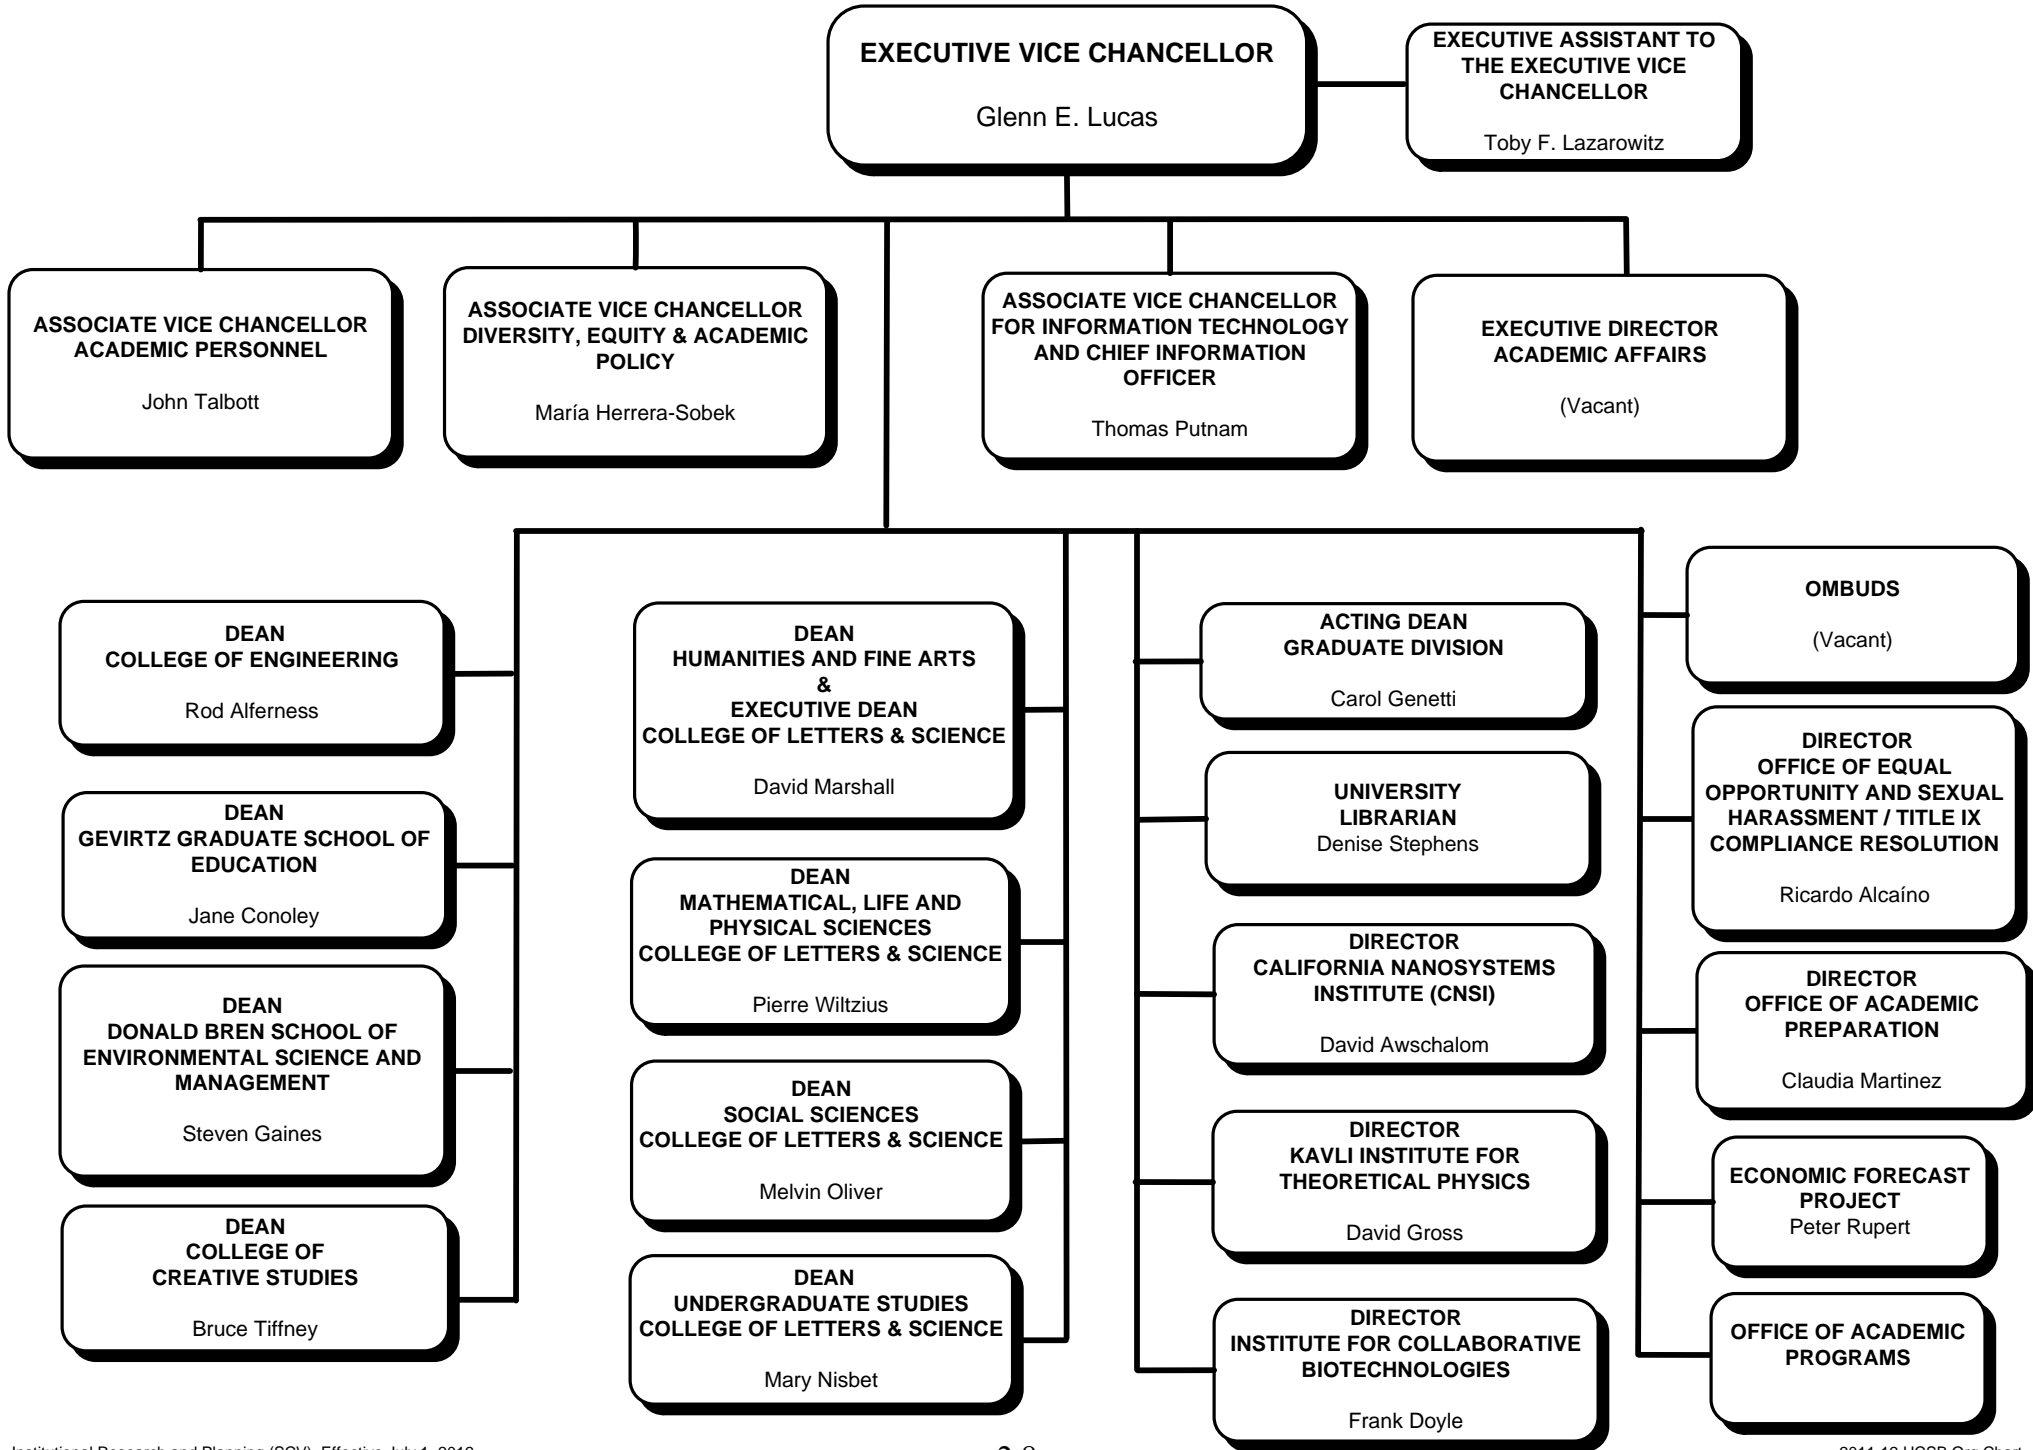 EXECUTIVE VICE CHANCELLOR
Glenn E. Lucas
EXECUTIVE ASSISTANT TO
THE EXECUTIVE VICE
CHANCELLOR
Toby F. Lazarowitz
ASSOCIATE VICE CHANCELLOR
ACADEMIC PERSONNEL
John Talbott
ASSOCIATE VICE CHANCELLOR
DIVERSITY, EQUITY & ACADEMIC
POLICY
María Herrera-Sobek
ASSOCIATE VICE CHANCELLOR
FOR INFORMATION TECHNOLOGY
AND CHIEF INFORMATION
OFFICER
Thomas Putnam
EXECUTIVE DIRECTOR
ACADEMIC AFFAIRS
(Vacant)
DEAN
COLLEGE OF ENGINEERING
Rod Alferness
DEAN
GEVIRTZ GRADUATE SCHOOL OF
EDUCATION
Jane Conoley
DEAN
DONALD BREN SCHOOL OF
ENVIRONMENTAL SCIENCE AND
MANAGEMENT
Steven Gaines
DEAN
COLLEGE OF
CREATIVE STUDIES
Bruce Tiffney
DEAN
HUMANITIES AND FINE ARTS
&
EXECUTIVE DEAN
COLLEGE OF LETTERS & SCIENCE
David Marshall
DEAN
MATHEMATICAL, LIFE AND
PHYSICAL SCIENCES
COLLEGE OF LETTERS & SCIENCE
Pierre Wiltzius
DEAN
SOCIAL SCIENCES
COLLEGE OF LETTERS & SCIENCE
Melvin Oliver
DEAN
UNDERGRADUATE STUDIES
COLLEGE OF LETTERS & SCIENCE
Mary Nisbet
ACTING DEAN
GRADUATE DIVISION
Carol Genetti
UNIVERSITY
LIBRARIAN
Denise Stephens
DIRECTOR
CALIFORNIA NANOSYSTEMS
INSTITUTE (CNSI)
David Awschalom
DIRECTOR
KAVLI INSTITUTE FOR
THEORETICAL PHYSICS
David Gross
DIRECTOR
INSTITUTE FOR COLLABORATIVE
BIOTECHNOLOGIES
Frank Doyle
OMBUDS
(Vacant)
DIRECTOR
OFFICE OF EQUAL
OPPORTUNITY AND SEXUAL
HARASSMENT / TITLE IX
COMPLIANCE RESOLUTION
Ricardo Alcaíno
DIRECTOR
OFFICE OF ACADEMIC
PREPARATION
Claudia Martinez
ECONOMIC FORECAST
PROJECT
Peter Rupert
OFFICE OF ACADEMIC
PROGRAMS